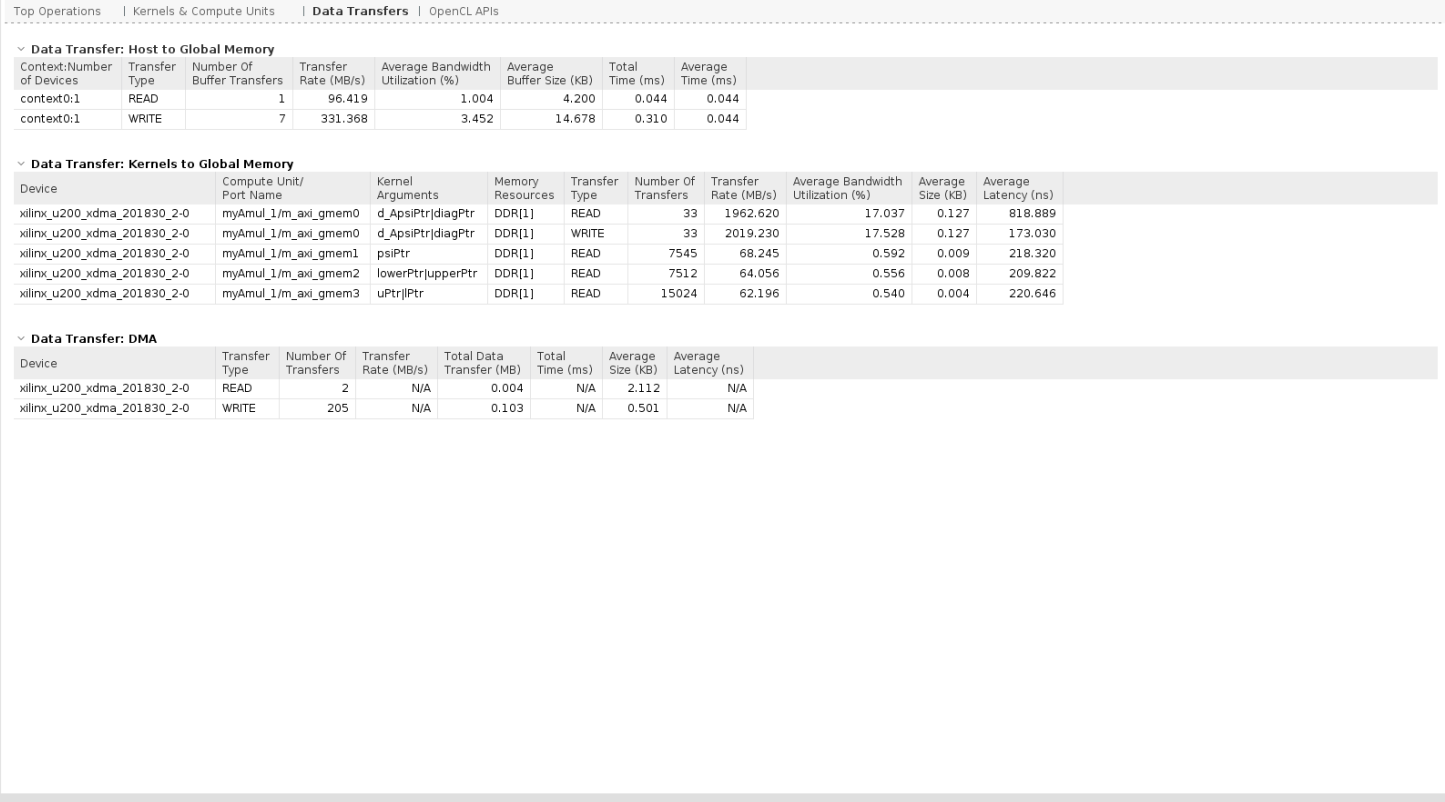 Top Operations | Kernels & Compute Units | Data Transfers | OpenCL APIs
Data Transfer: Host to Global Memory
Context:Number of Devices Transfer Type Number Of Buffer Transfers Transfer Rate (MB/s) Average Bandwidth Utilization (%) Average Buffer Size (KB) Total Time (ms) Average Time (ms)
context0:1 READ 1 96.419 1.004 4.200 0.044 0.044
context0:1 WRITE 7 331.368 3.452 14.678 0.310 0.044
Data Transfer: Kernels to Global Memory
Device Compute Unit/ Port Name Kernel Arguments Memory Resources Transfer Type Number Of Transfers Transfer Rate (MB/s) Average Bandwidth Utilization (%) Average Size (KB) Average Latency (ns)
xilinx_u200_xdma_201830_2-0 myAmul_1/m_axi_gmem0 d_ApsiPtr|diagPtr DDR[1] READ 33 1962.620 17.037 0.127 818.889
xilinx_u200_xdma_201830_2-0 myAmul_1/m_axi_gmem0 d_ApsiPtr|diagPtr DDR[1] WRITE 33 2019.230 17.528 0.127 173.030
xilinx_u200_xdma_201830_2-0 myAmul_1/m_axi_gmem1 psiPtr DDR[1] READ 7545 68.245 0.592 0.009 218.320
xilinx_u200_xdma_201830_2-0 myAmul_1/m_axi_gmem2 lowerPtr|upperPtr DDR[1] READ 7512 64.056 0.556 0.008 209.822
xilinx_u200_xdma_201830_2-0 myAmul_1/m_axi_gmem3 uPtr|lPtr DDR[1] READ 15024 62.196 0.540 0.004 220.646
Data Transfer: DMA
Device Transfer Type Number Of Transfers Transfer Rate (MB/s) Total Data Transfer (MB) Total Time (ms) Average Size (KB) Average Latency (ns)
xilinx_u200_xdma_201830_2-0 READ 2 N/A 0.004 N/A 2.112 N/A
xilinx_u200_xdma_201830_2-0 WRITE 205 N/A 0.103 N/A 0.501 N/A